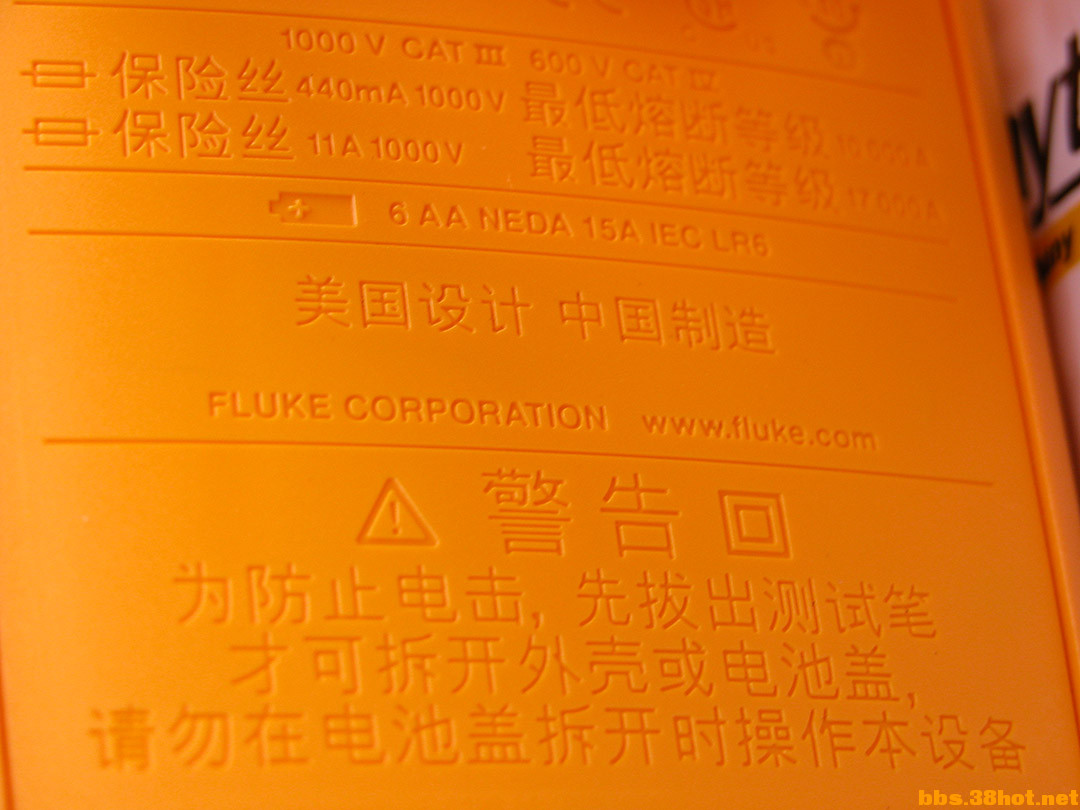 1000 V CAT III 600 V CAT IV
保险丝 440mA 1000V 最低熔断等级 10 000A
保险丝 11A 1000V 最低熔断等级 17 000A
6 AA NEDA 15A IEC LR6
美国设计 中国制造
FLUKE CORPORATION www.fluke.com
警告
为防止电击, 先拔出测试笔
才可拆开外壳或电池盖,
请勿在电池盖拆开时操作本设备
bbs.38hot.net